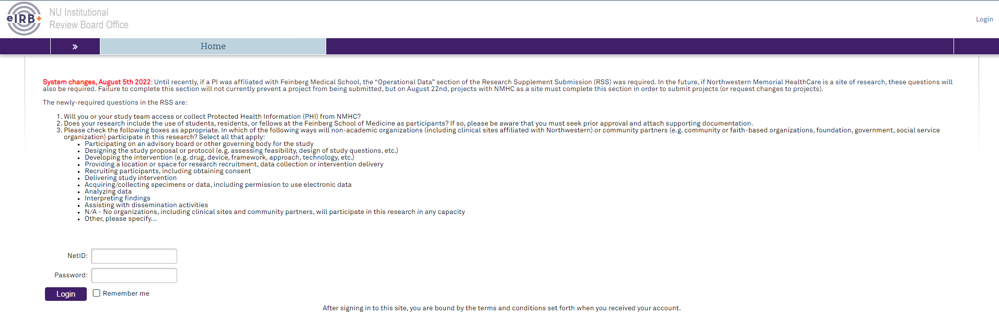 eIRB+
NU Institutional
Review Board Office
Login
»
Home
System changes, August 5th 2022: Until recently, if a PI was affiliated with Feinberg Medical School, the “Operational Data” section of the Research Supplement Submission (RSS) was required. In the future, if Northwestern Memorial HealthCare is a site of research, these questions will
also be required. Failure to complete this section will not currently prevent a project from being submitted, but on August 22nd, projects with NMHC as a site must complete this section in order to submit projects (or request changes to projects).
The newly-required questions in the RSS are:
1. Will you or your study team access or collect Protected Health Information (PHI) from NMHC?
2. Does your research include the use of students, residents, or fellows at the Feinberg School of Medicine as participants? If so, please be aware that you must seek prior approval and attach supporting documentation.
3. Please check the following boxes as appropriate. In which of the following ways will non-academic organizations (including clinical sites affiliated with Northwestern) or community partners (e.g. community or faith-based organizations, foundation, government, social service
organization) participate in this research? Select all that apply:
▪ Participating on an advisory board or other governing body for the study
▪ Designing the study proposal or protocol (e.g. assessing feasibility, design of study questions, etc.)
▪ Developing the intervention (e.g. drug, device, framework, approach, technology, etc.)
▪ Providing a location or space for research recruitment, data collection or intervention delivery
▪ Recruiting participants, including obtaining consent
▪ Delivering study intervention
▪ Acquiring/collecting specimens or data, including permission to use electronic data
▪ Analyzing data
▪ Interpreting findings
▪ Assisting with dissemination activities
▪ N/A - No organizations, including clinical sites and community partners, will participate in this research in any capacity
▪ Other, please specify...
NetID:
Password:
Login Remember me
After signing in to this site, you are bound by the terms and conditions set forth when you received your account.